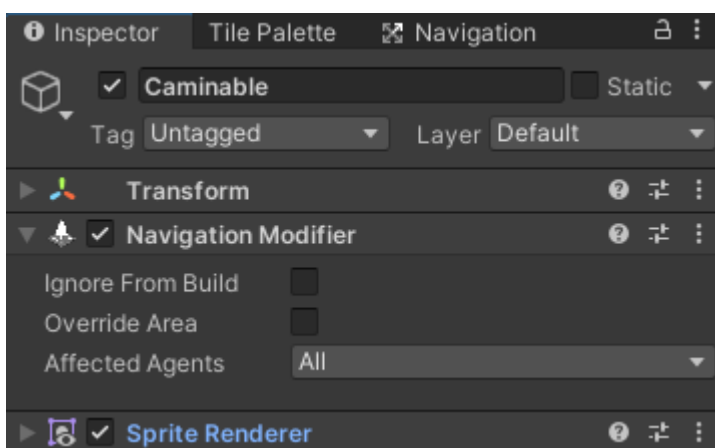 Inspector Tile Palette Navigation
Caminable Static
Tag Untagged Layer Default
Transform
Navigation Modifier
Ignore From Build
Override Area
Affected Agents All
Sprite Renderer